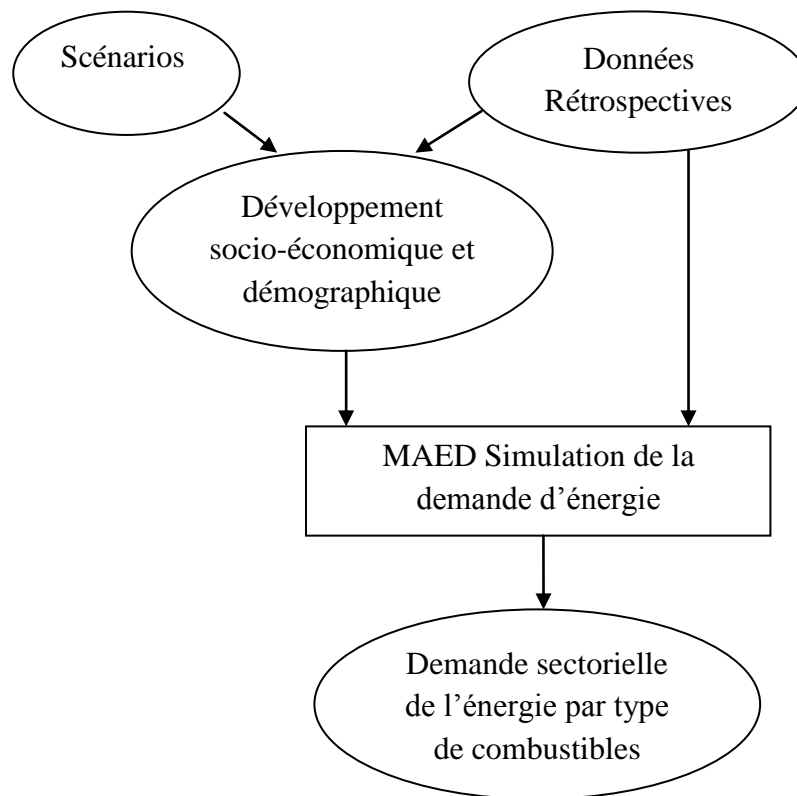 Scénarios
Données
Rétrospectives
Développement
socio-économique et
démographique
MAED Simulation de la
demande d’énergie
Demande sectorielle
de l’énergie par type
de combustibles